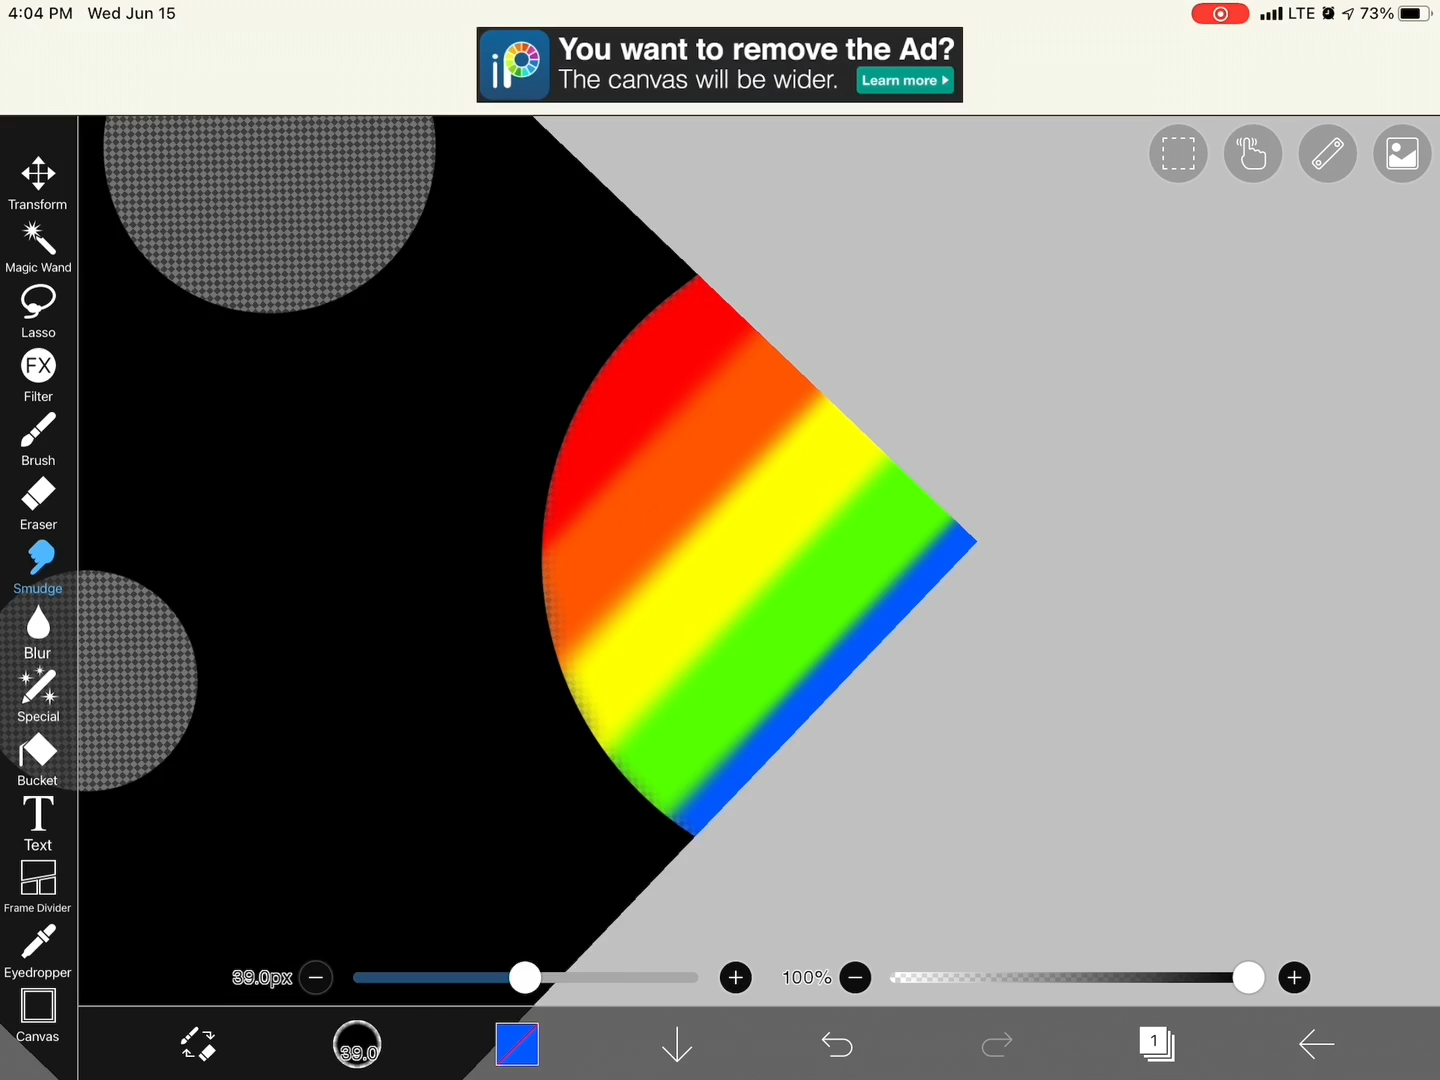 4:04 PM Wed Jun 15
LTE 73%
iP
You want to remove the Ad?
The canvas will be wider.
Learn more
Transform
Magic Wand
Lasso
FX
Filter
Brush
Eraser
Smudge
Blur
Special
Bucket
T
Text
Frame Divider
Eyedropper
Canvas
39.0px
100%
39.0
1